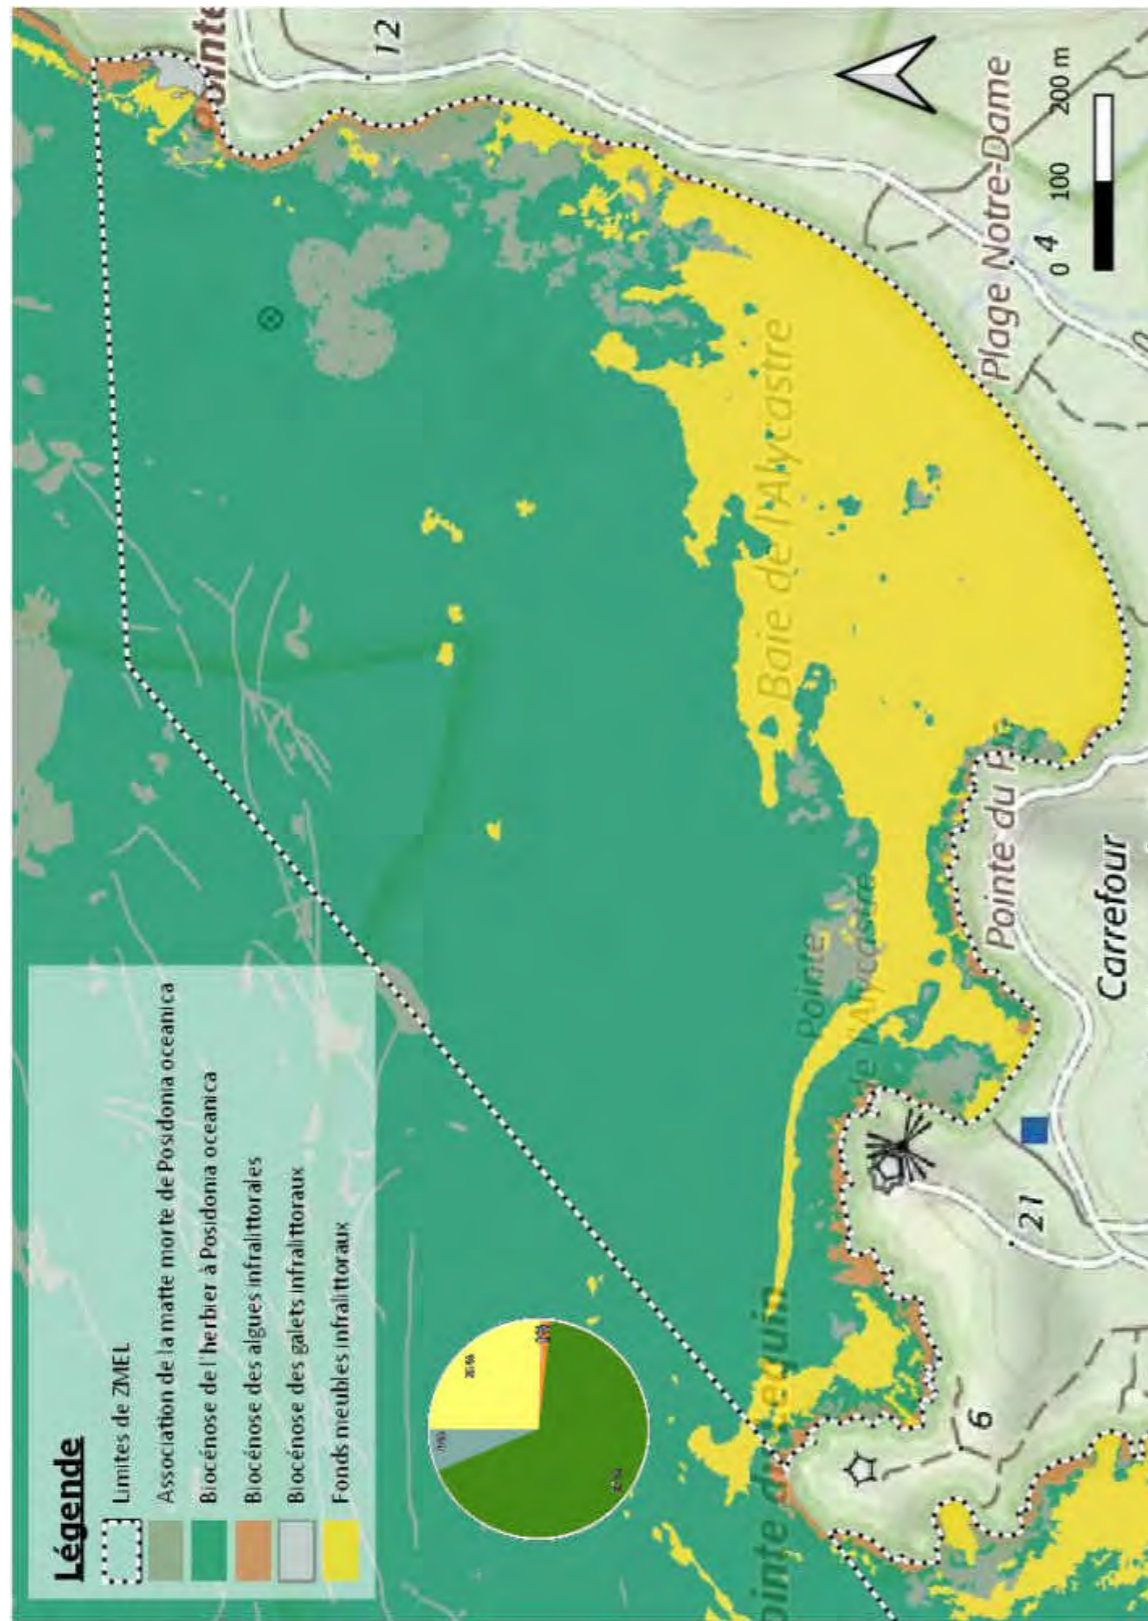 Légende
Limites de ZMEL
Association de la matte morte de Posidonia oceanica
Biocénose de l'herbier à Posidonia oceanica
Biocénose des algues infralittorales
Biocénose des galets infralittoraux
Fonds meubles infralittoraux
ointe
12
Baie de l'Alycastre
Plage Notre-Dame
0 100 200 m
4
Pointe
de l'Alycastre
Pointe du P
Carrefour
21
6